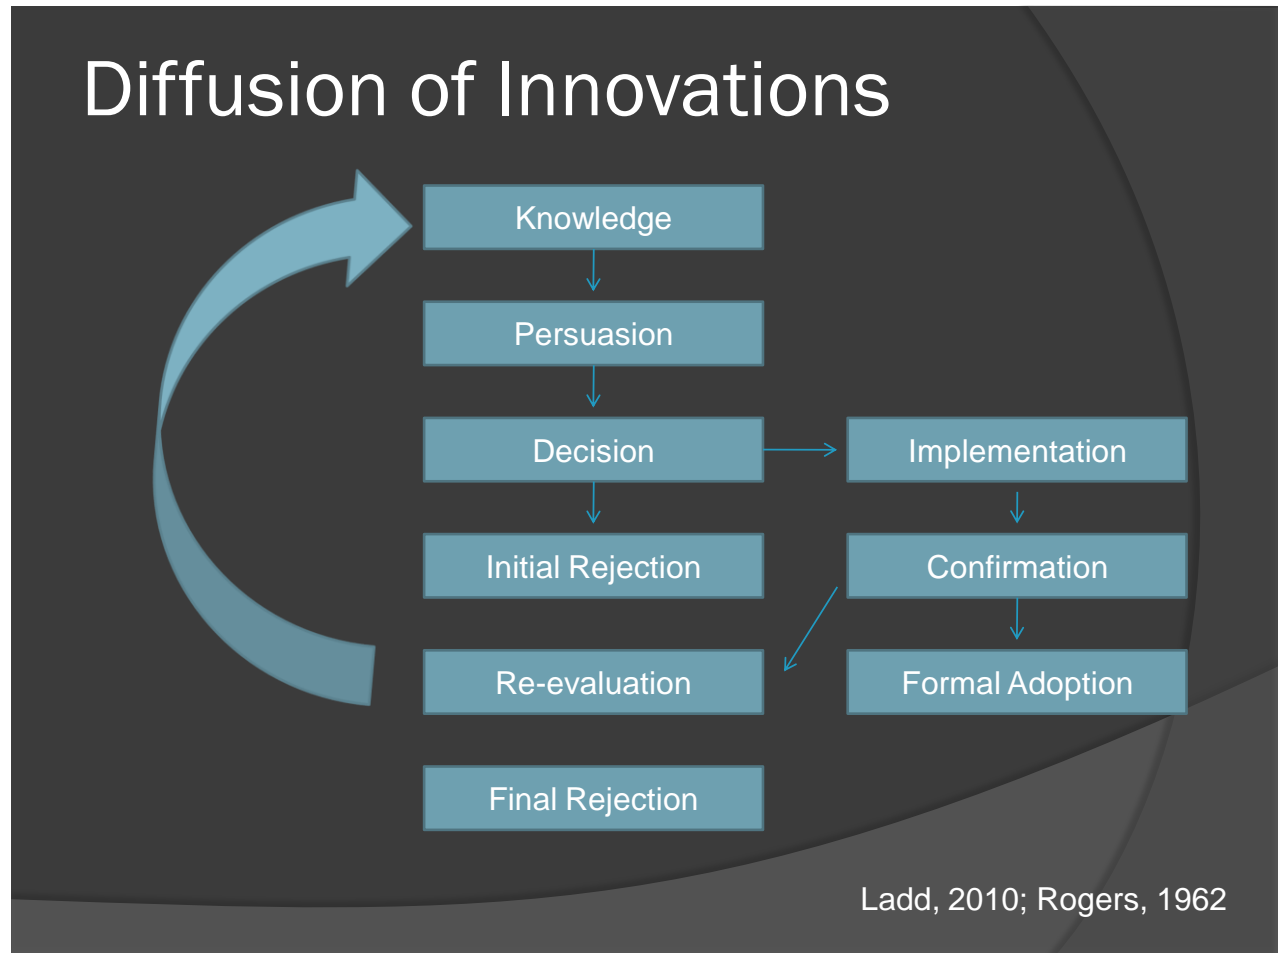 Diffusion of Innovations
Knowledge
Persuasion
Decision
Implementation
Initial Rejection
Confirmation
Re-evaluation
Formal Adoption
Final Rejection
Ladd, 2010; Rogers, 1962